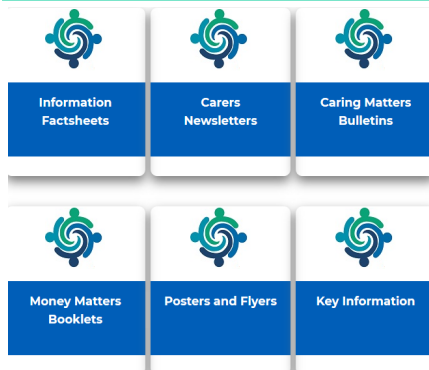 Information
Factsheets
Carers
Newsletters
Caring Matters
Bulletins
Money Matters
Booklets
Posters and Flyers
Key Information